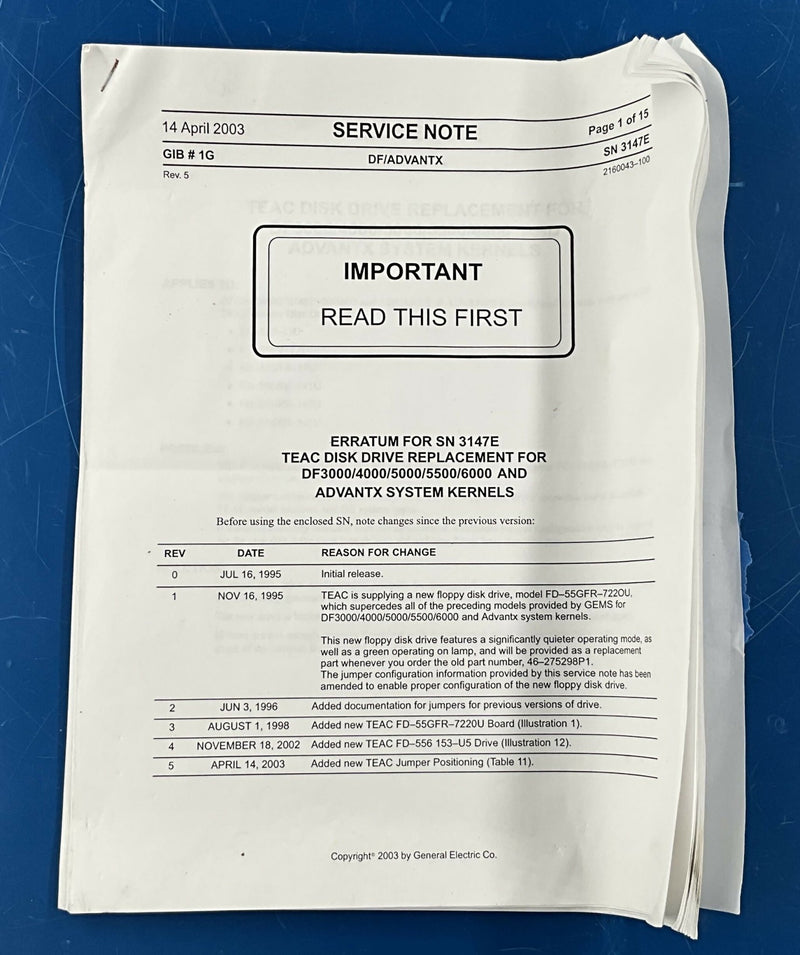 14 April 2003 SERVICE NOTE Page 1 of 15
GIB # 1G DF/ADVANTX SN 3147E
Rev. 5 2160043–100
IMPORTANT
READ THIS FIRST
ERRATUM FOR SN 3147E
TEAC DISK DRIVE REPLACEMENT FOR
DF3000/4000/5000/5500/6000 AND
ADVANTX SYSTEM KERNELS
Before using the enclosed SN, note changes since the previous version:
REV DATE REASON FOR CHANGE
0 JUL 16, 1995 Initial release.
1 NOV 16, 1995 TEAC is supplying a new floppy disk drive, model FD–55GFR–722OU,
which supercedes all of the preceding models provided by GEMS for
DF3000/4000/5000/5500/6000 and Advantx system kernels.
This new floppy disk drive features a significantly quieter operating mode, as
well as a green operating on lamp, and will be provided as a replacement
part whenever you order the old part number, 46–275298P1.
The jumper configuration information provided by this service note has been
amended to enable proper configuration of the new floppy disk drive.
2 JUN 3, 1996 Added documentation for jumpers for previous versions of drive.
3 AUGUST 1, 1998 Added new TEAC FD–55GFR–7220U Board (Illustration 1).
4 NOVEMBER 18, 2002 Added new TEAC FD–556 153–U5 Drive (Illustration 12).
5 APRIL 14, 2003 Added new TEAC Jumper Positioning (Table 11).
Copyright© 2003 by General Electric Co.